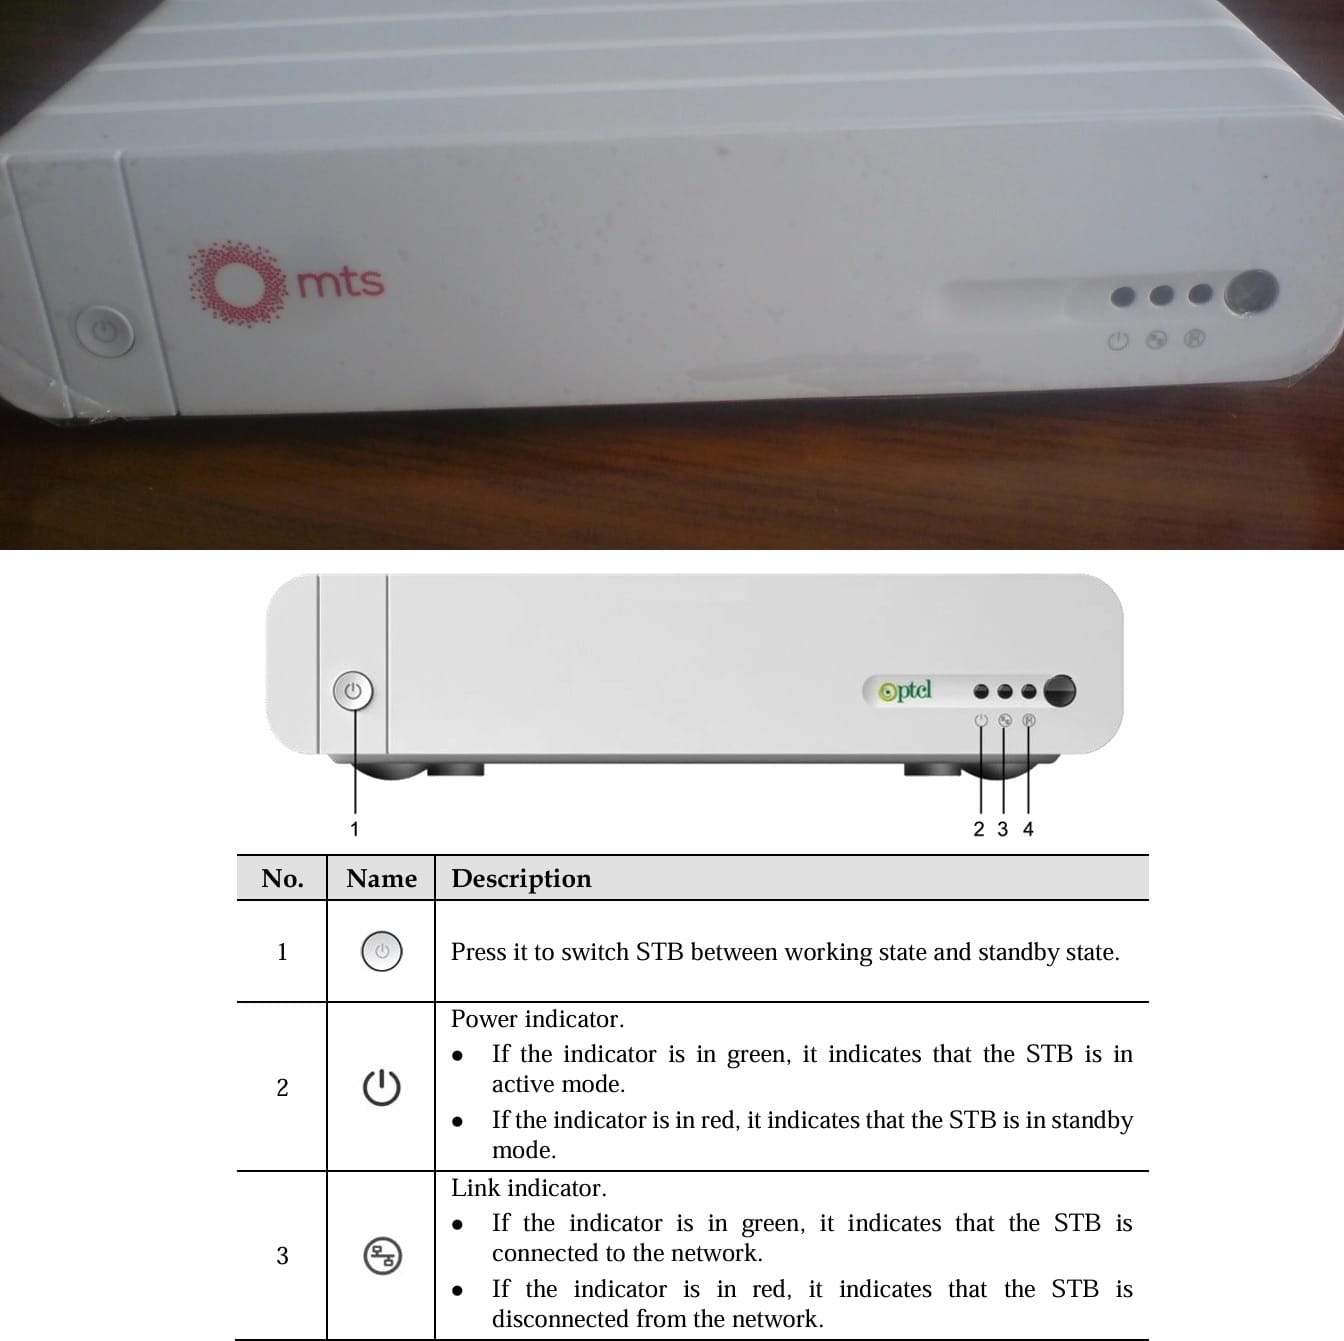 mts
ptcl
1
2 3 4
No. Name Description
1 Press it to switch STB between working state and standby state.
Power indicator.
● If the indicator is in green, it indicates that the STB is in
active mode.
2
● If the indicator is in red, it indicates that the STB is in standby
mode.
Link indicator.
● If the indicator is in green, it indicates that the STB is
connected to the network.
3
● If the indicator is in red, it indicates that the STB is
disconnected from the network.